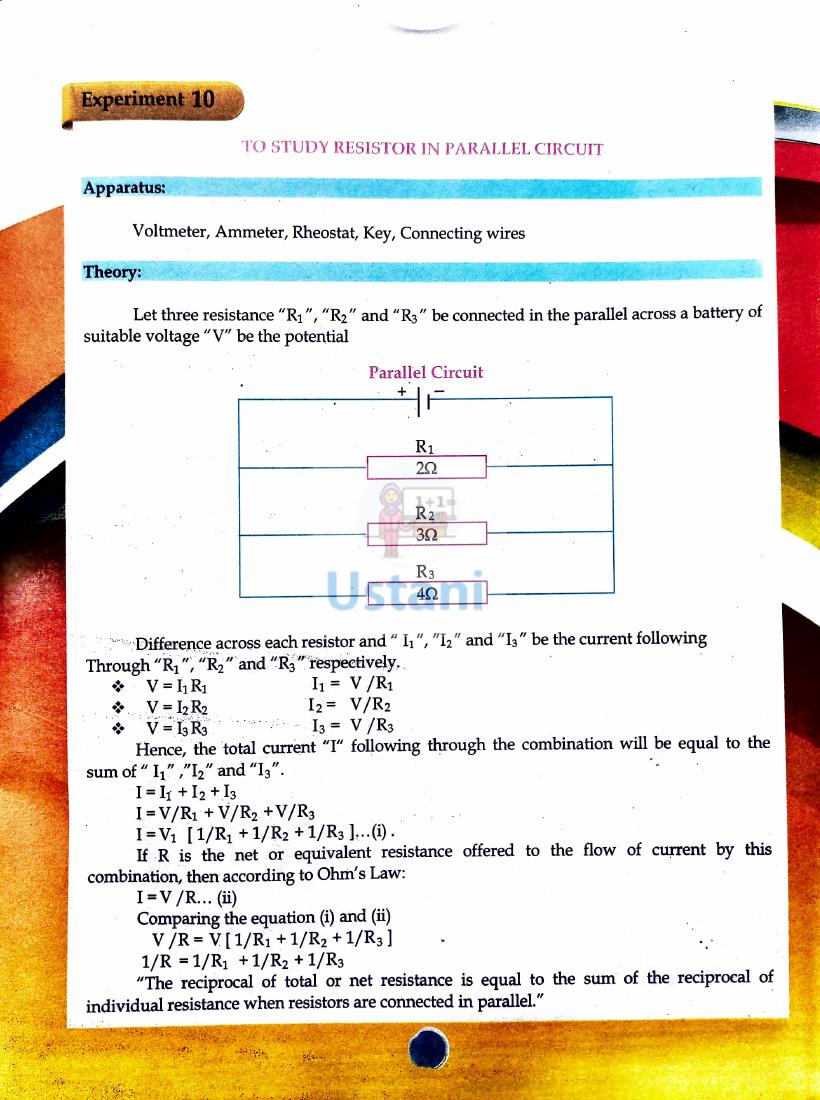 Experiment 10
TO STUDY RESISTOR IN PARALLEL CIRCUIT
Apparatus:
Voltmeter, Ammeter, Rheostat, Key, Connecting wires
Theory:
Let three resistance "R₁", "R₂" and "R₃" be connected in the parallel across a battery of
suitable voltage "V" be the potential
Parallel Circuit
+ −
R₁
2Ω
1+1=
R₂
3Ω
R₃
Ustani
4Ω
Difference across each resistor and " I₁", "I₂" and "I₃" be the current following
Through "R₁", "R₂" and "R₃" respectively.
❖ V = I₁ R₁ I₁ = V /R₁
❖ V = I₂ R₂ I₂ = V/R₂
❖ V = I₃ R₃ I₃ = V /R₃
Hence, the total current "I" following through the combination will be equal to the
sum of " I₁" ,"I₂" and "I₃".
I = I₁ + I₂ + I₃
I = V/R₁ + V/R₂ +V/R₃
I = V₁ [ 1/R₁ + 1/R₂ + 1/R₃ ]...(i) .
If R is the net or equivalent resistance offered to the flow of current by this
combination, then according to Ohm's Law:
I = V /R... (ii)
Comparing the equation (i) and (ii)
V /R = V [ 1/R₁ + 1/R₂ + 1/R₃ ]
1/R = 1/R₁ + 1/R₂ + 1/R₃
"The reciprocal of total or net resistance is equal to the sum of the reciprocal of
individual resistance when resistors are connected in parallel."